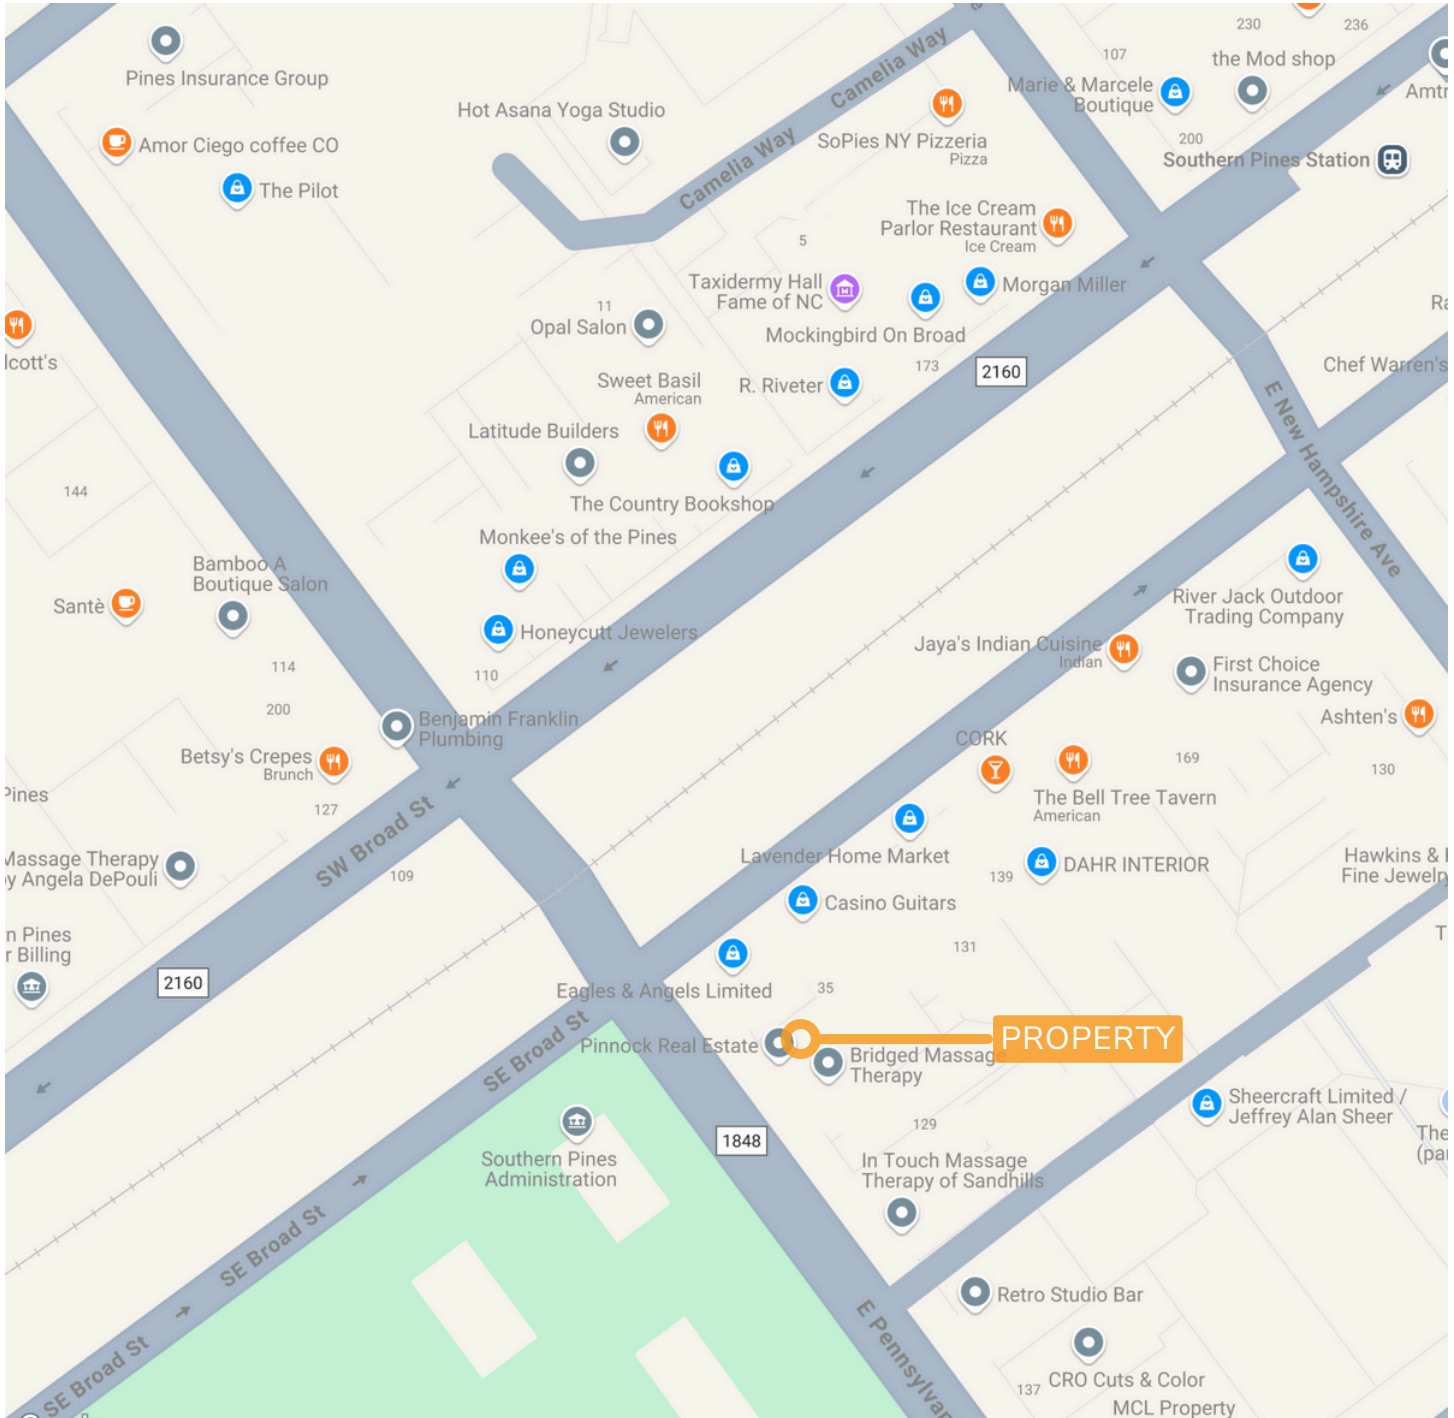 230
236
107
the Mod shop
Pines Insurance Group
Camelia Way
Marie & Marcele
Boutique
Amtr
Hot Asana Yoga Studio
Amor Ciego coffee CO
SoPies NY Pizzeria
Pizza
200
Southern Pines Station
Camelia Way
The Pilot
The Ice Cream
Parlor Restaurant
Ice Cream
5
Taxidermy Hall
Fame of NC
Morgan Miller
11
Opal Salon
Mockingbird On Broad
Ra
lcott's
173
2160
Chef Warren's
Sweet Basil
American
R. Riveter
E New Hampshire Ave
Latitude Builders
144
The Country Bookshop
Monkee's of the Pines
Bamboo A
Boutique Salon
Santè
River Jack Outdoor
Trading Company
Honeycutt Jewelers
Jaya's Indian Cuisine
Indian
114
110
First Choice
Insurance Agency
200
Benjamin Franklin
Plumbing
Ashten's
Betsy's Crepes
Brunch
CORK
169
130
Pines
127
The Bell Tree Tavern
American
SW Broad St
Massage Therapy
by Angela DePouli
109
Lavender Home Market
139
DAHR INTERIOR
Hawkins & H
Fine Jewelry
Casino Guitars
n Pines
r Billing
131
T
2160
Eagles & Angels Limited
35
SE Broad St
Pinnock Real Estate
PROPERTY
Bridged Massage
Therapy
Sheercraft Limited /
Jeffrey Alan Sheer
129
1848
The
(par
Southern Pines
Administration
In Touch Massage
Therapy of Sandhills
SE Broad St
Retro Studio Bar
E Pennsylvan
SE Broad St
137
CRO Cuts & Color
MCL Property